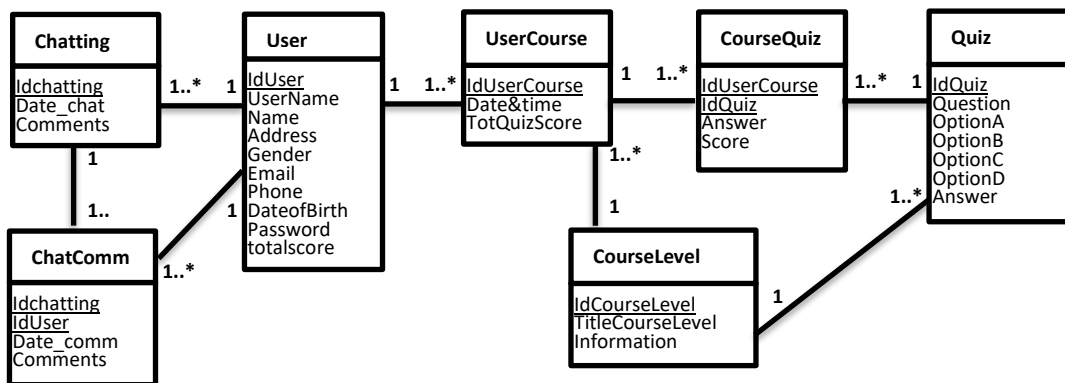 Chatting
Idchatting
Date_chat
Comments
1..*
1
User
IdUser
UserName
Name
Address
Gender
Email
Phone
DateofBirth
Password
totalscore
1
1..*
UserCourse
IdUserCourse
Date&time
TotQuizScore
1
1..*
CourseQuiz
IdUserCourse
IdQuiz
Answer
Score
1..*
1
Quiz
IdQuiz
Question
OptionA
OptionB
OptionC
OptionD
Answer
1
1..
ChatComm
Idchatting
IdUser
Date_comm
Comments
1
1..*
1..*
1
CourseLevel
IdCourseLevel
TitleCourseLevel
Information
1..*
1